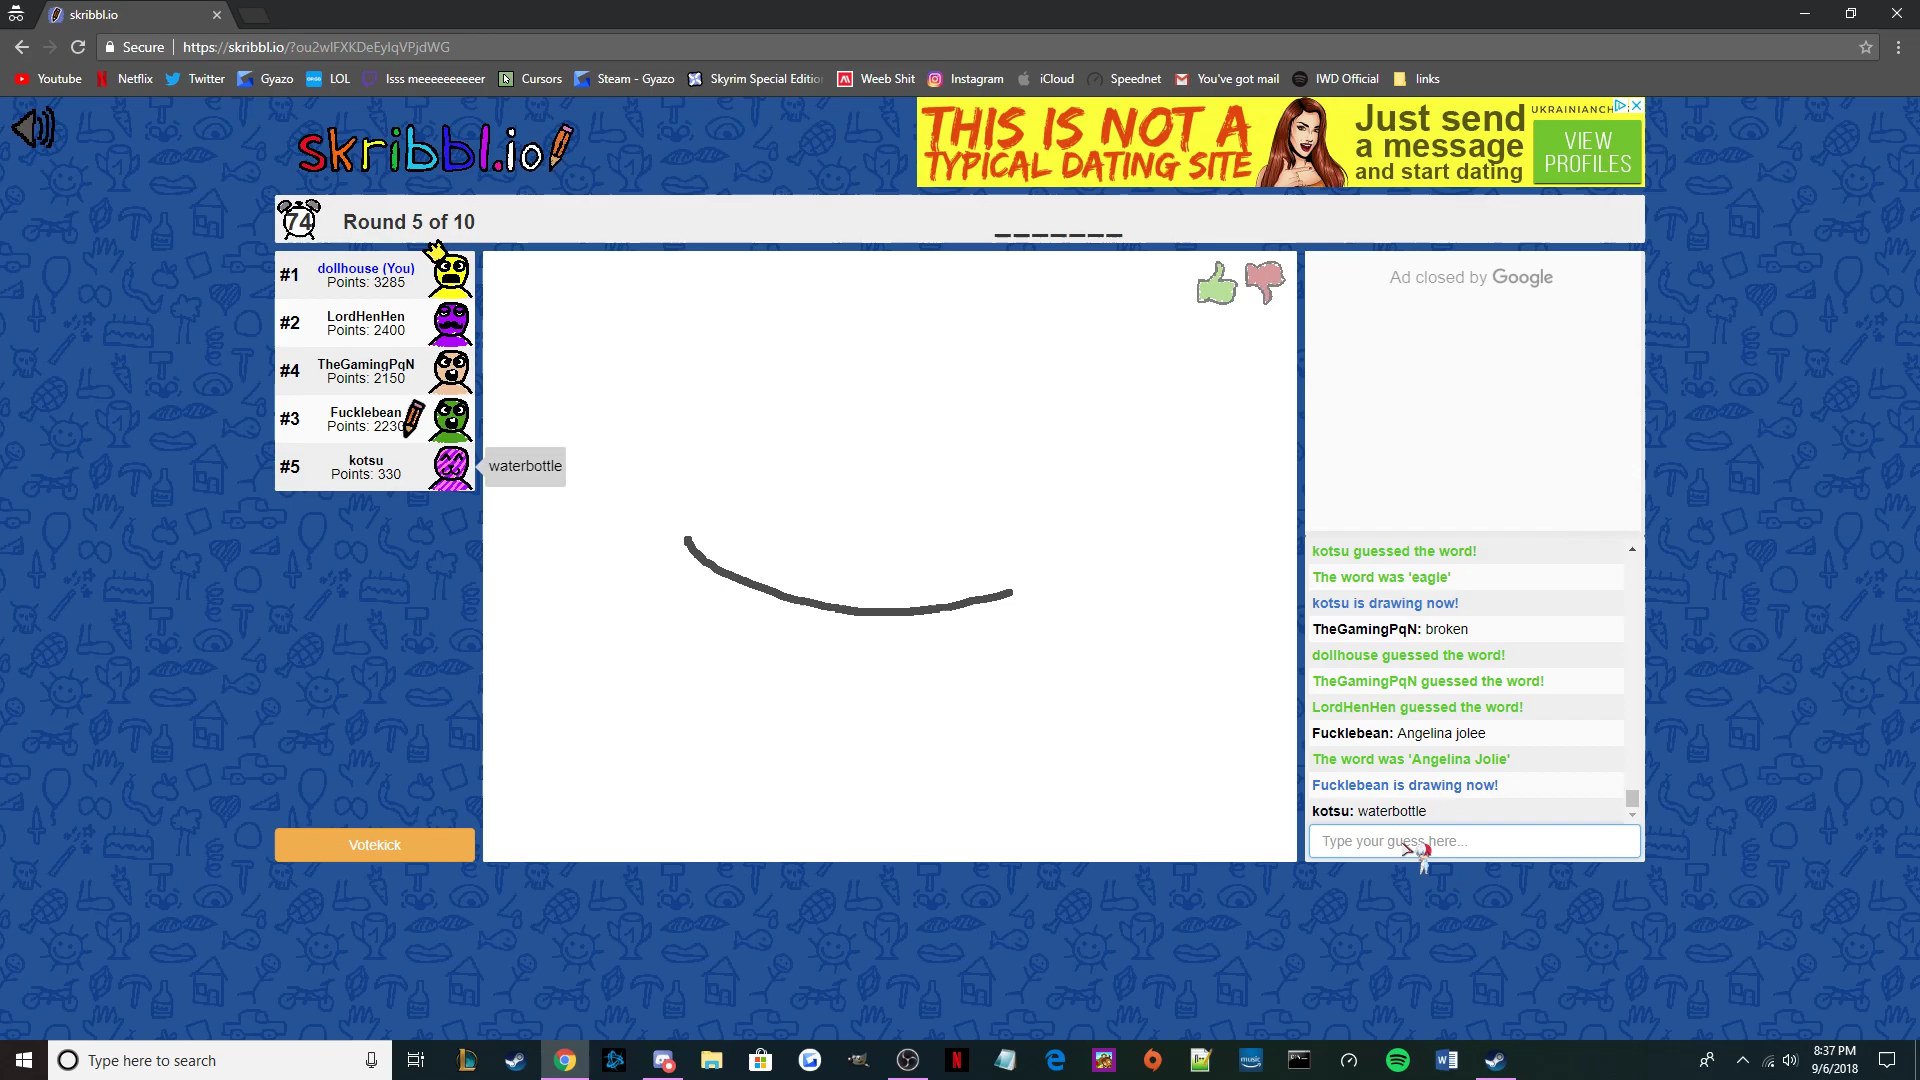 skribbl.io
Secure https://skribbl.io/?ou2wIFXKDeEyIqVPjdWG
Youtube Netflix Twitter Gyazo LOL Isss meeeeeeeeeer Cursors Steam - Gyazo Skyrim Special Edition Weeb Shit Instagram iCloud Speednet You've got mail IWD Official links
skribbl.io
THIS IS NOT A
TYPICAL DATING SITE
Just send
a message
and start dating
UKRAINIANCH
VIEW
PROFILES
74 Round 5 of 10
_______
#1 dollhouse (You)
Points: 3285
#2 LordHenHen
Points: 2400
#4 TheGamingPqN
Points: 2150
#3 Fucklebean
Points: 2230
#5 kotsu
Points: 330
waterbottle
Votekick
Ad closed by Google
kotsu guessed the word!
The word was 'eagle'
kotsu is drawing now!
TheGamingPqN: broken
dollhouse guessed the word!
TheGamingPqN guessed the word!
LordHenHen guessed the word!
Fucklebean: Angelina jolee
The word was 'Angelina Jolie'
Fucklebean is drawing now!
kotsu: waterbottle
Type your guess here...
Type here to search
music
8:37 PM
9/6/2018